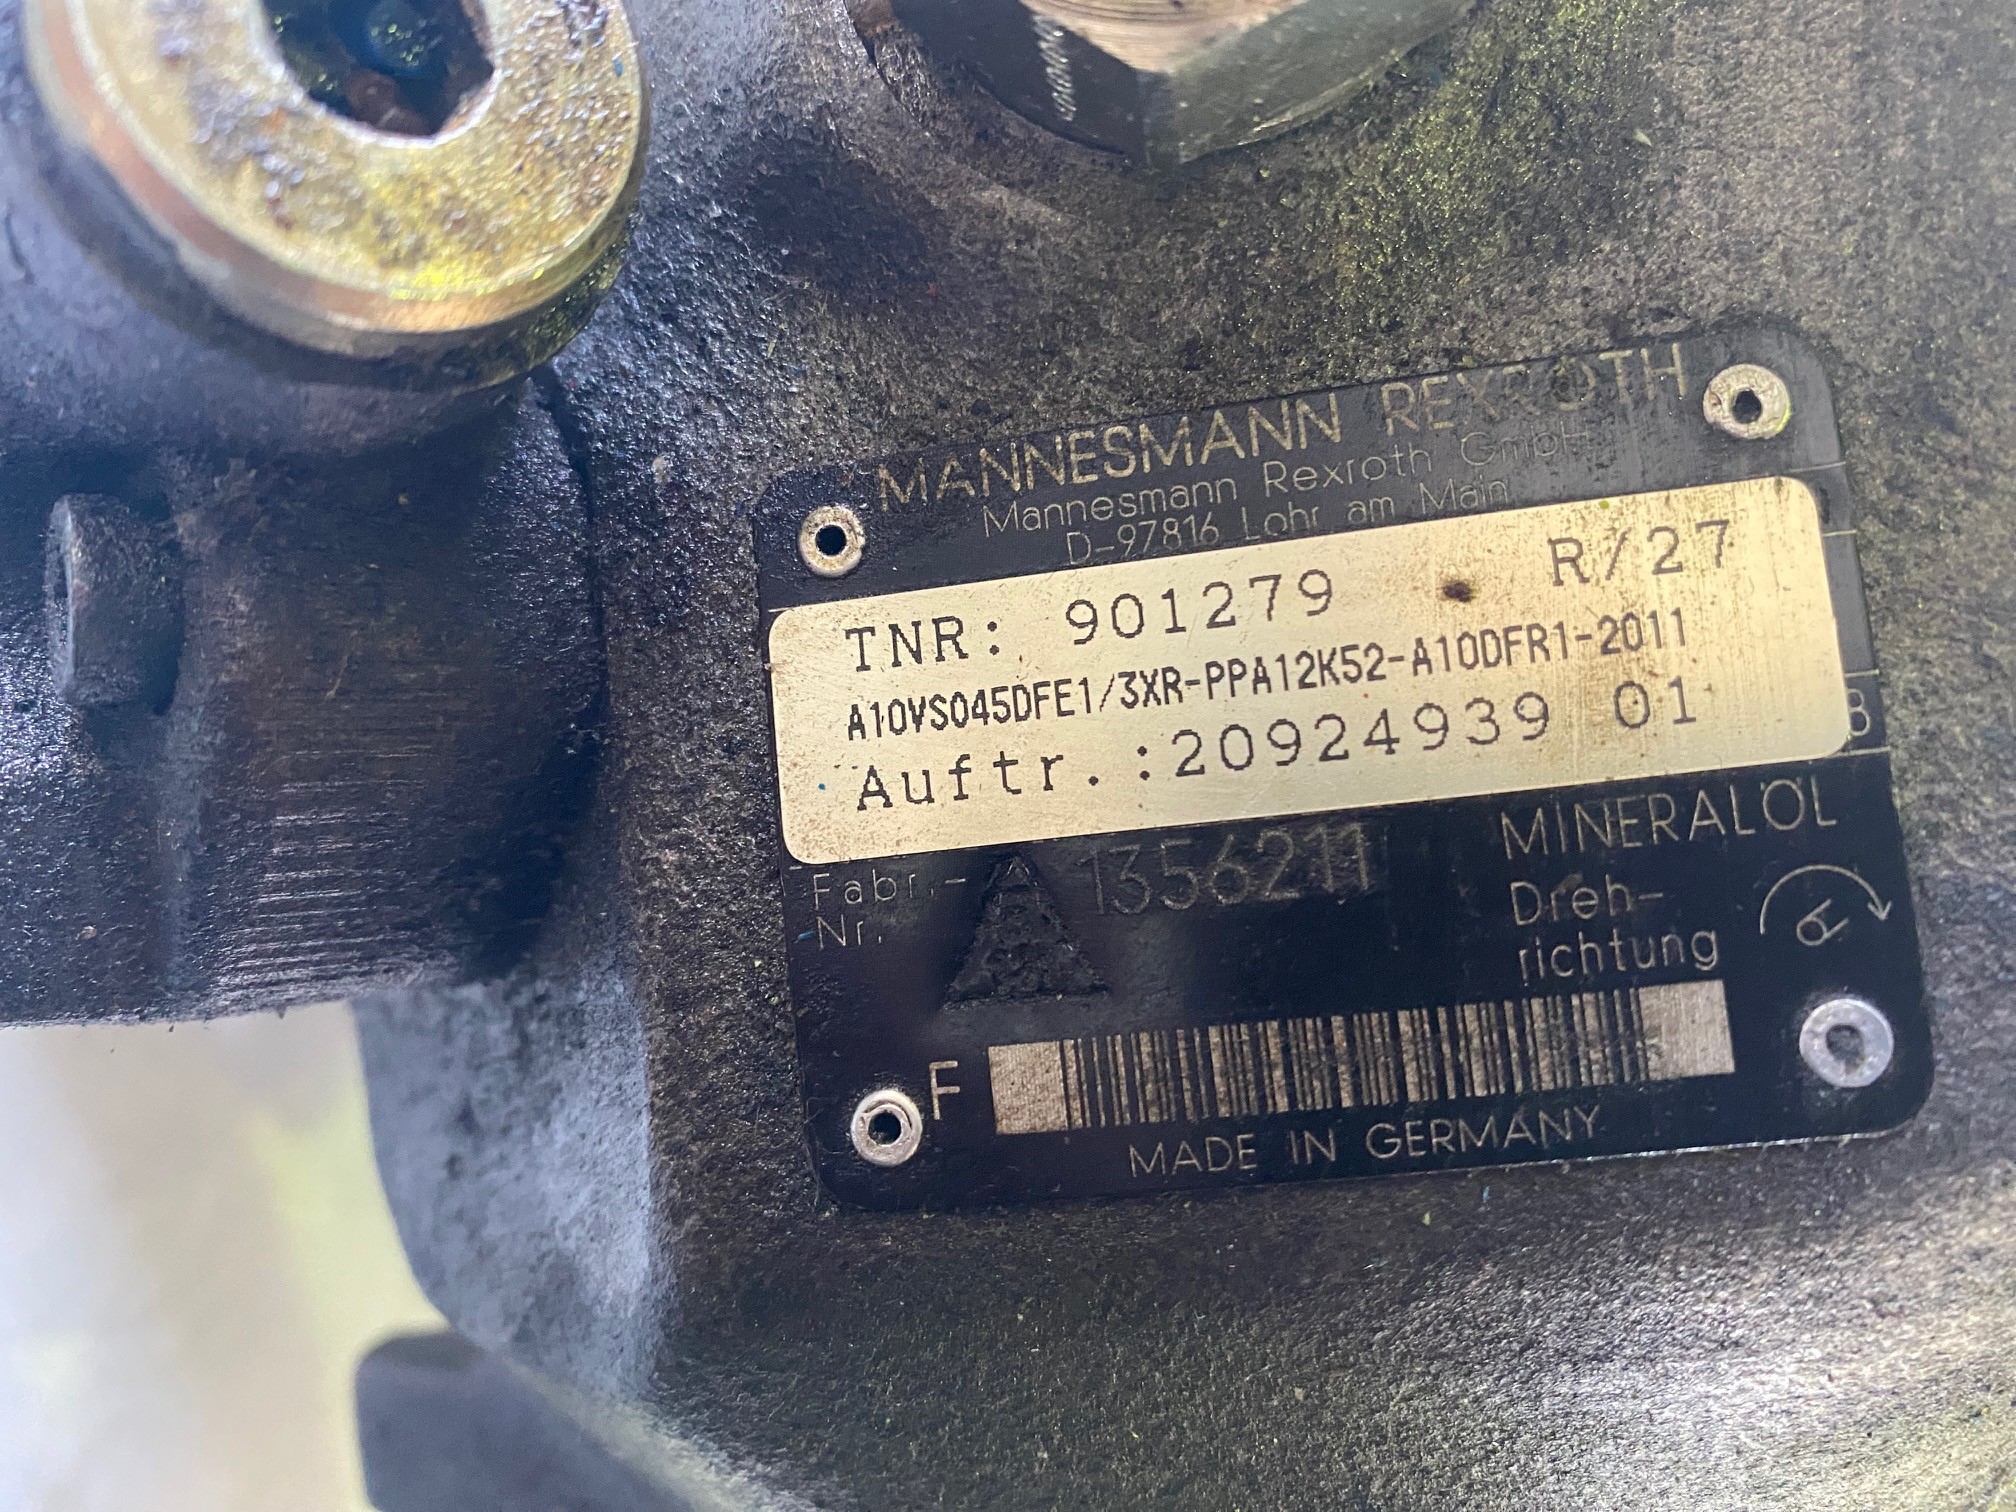 MANNESMANN REXROTH
Mannesmann Rexroth GmbH
D-97816 Lohr am Main
TNR: 901279 R/27
A10VSO45DFE1/3XR-PPA12K52-A10DFR1-2011
Auftr.:20924939 01
8
Fabr.-
Nr.
A 1356211
MINERALÖL
Dreh-
richtung
F
MADE IN GERMANY